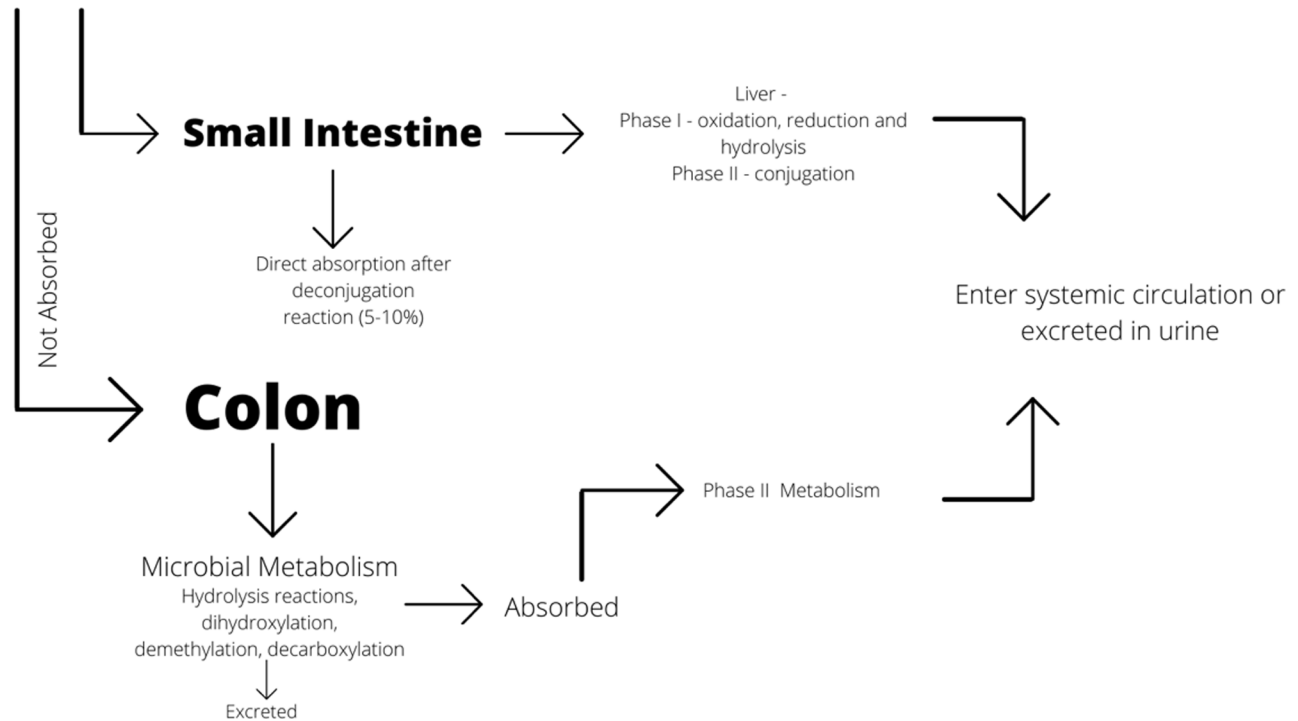 Liver -
Phase I - oxidation, reduction and
hydrolysis
Phase II - conjugation
Small Intestine
Direct absorption after
deconjugation
reaction (5-10%)
Not Absorbed
Enter systemic circulation or
excreted in urine
Colon
Phase II Metabolism
Microbial Metabolism
Hydrolysis reactions,
dihydroxylation,
demethylation, decarboxylation
Absorbed
Excreted